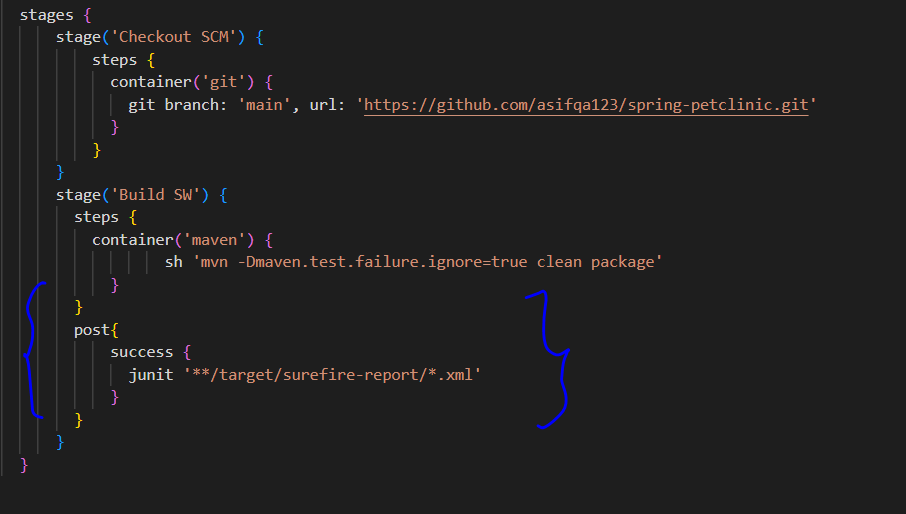 stages {
stage('Checkout SCM') {
steps {
container('git') {
git branch: 'main', url: 'https://github.com/asifqa123/spring-petclinic.git'
}
}
}
stage('Build SW') {
steps {
container('maven') {
sh 'mvn -Dmaven.test.failure.ignore=true clean package'
}
}
post{
success {
junit '**/target/surefire-report/*.xml'
}
}
}
}